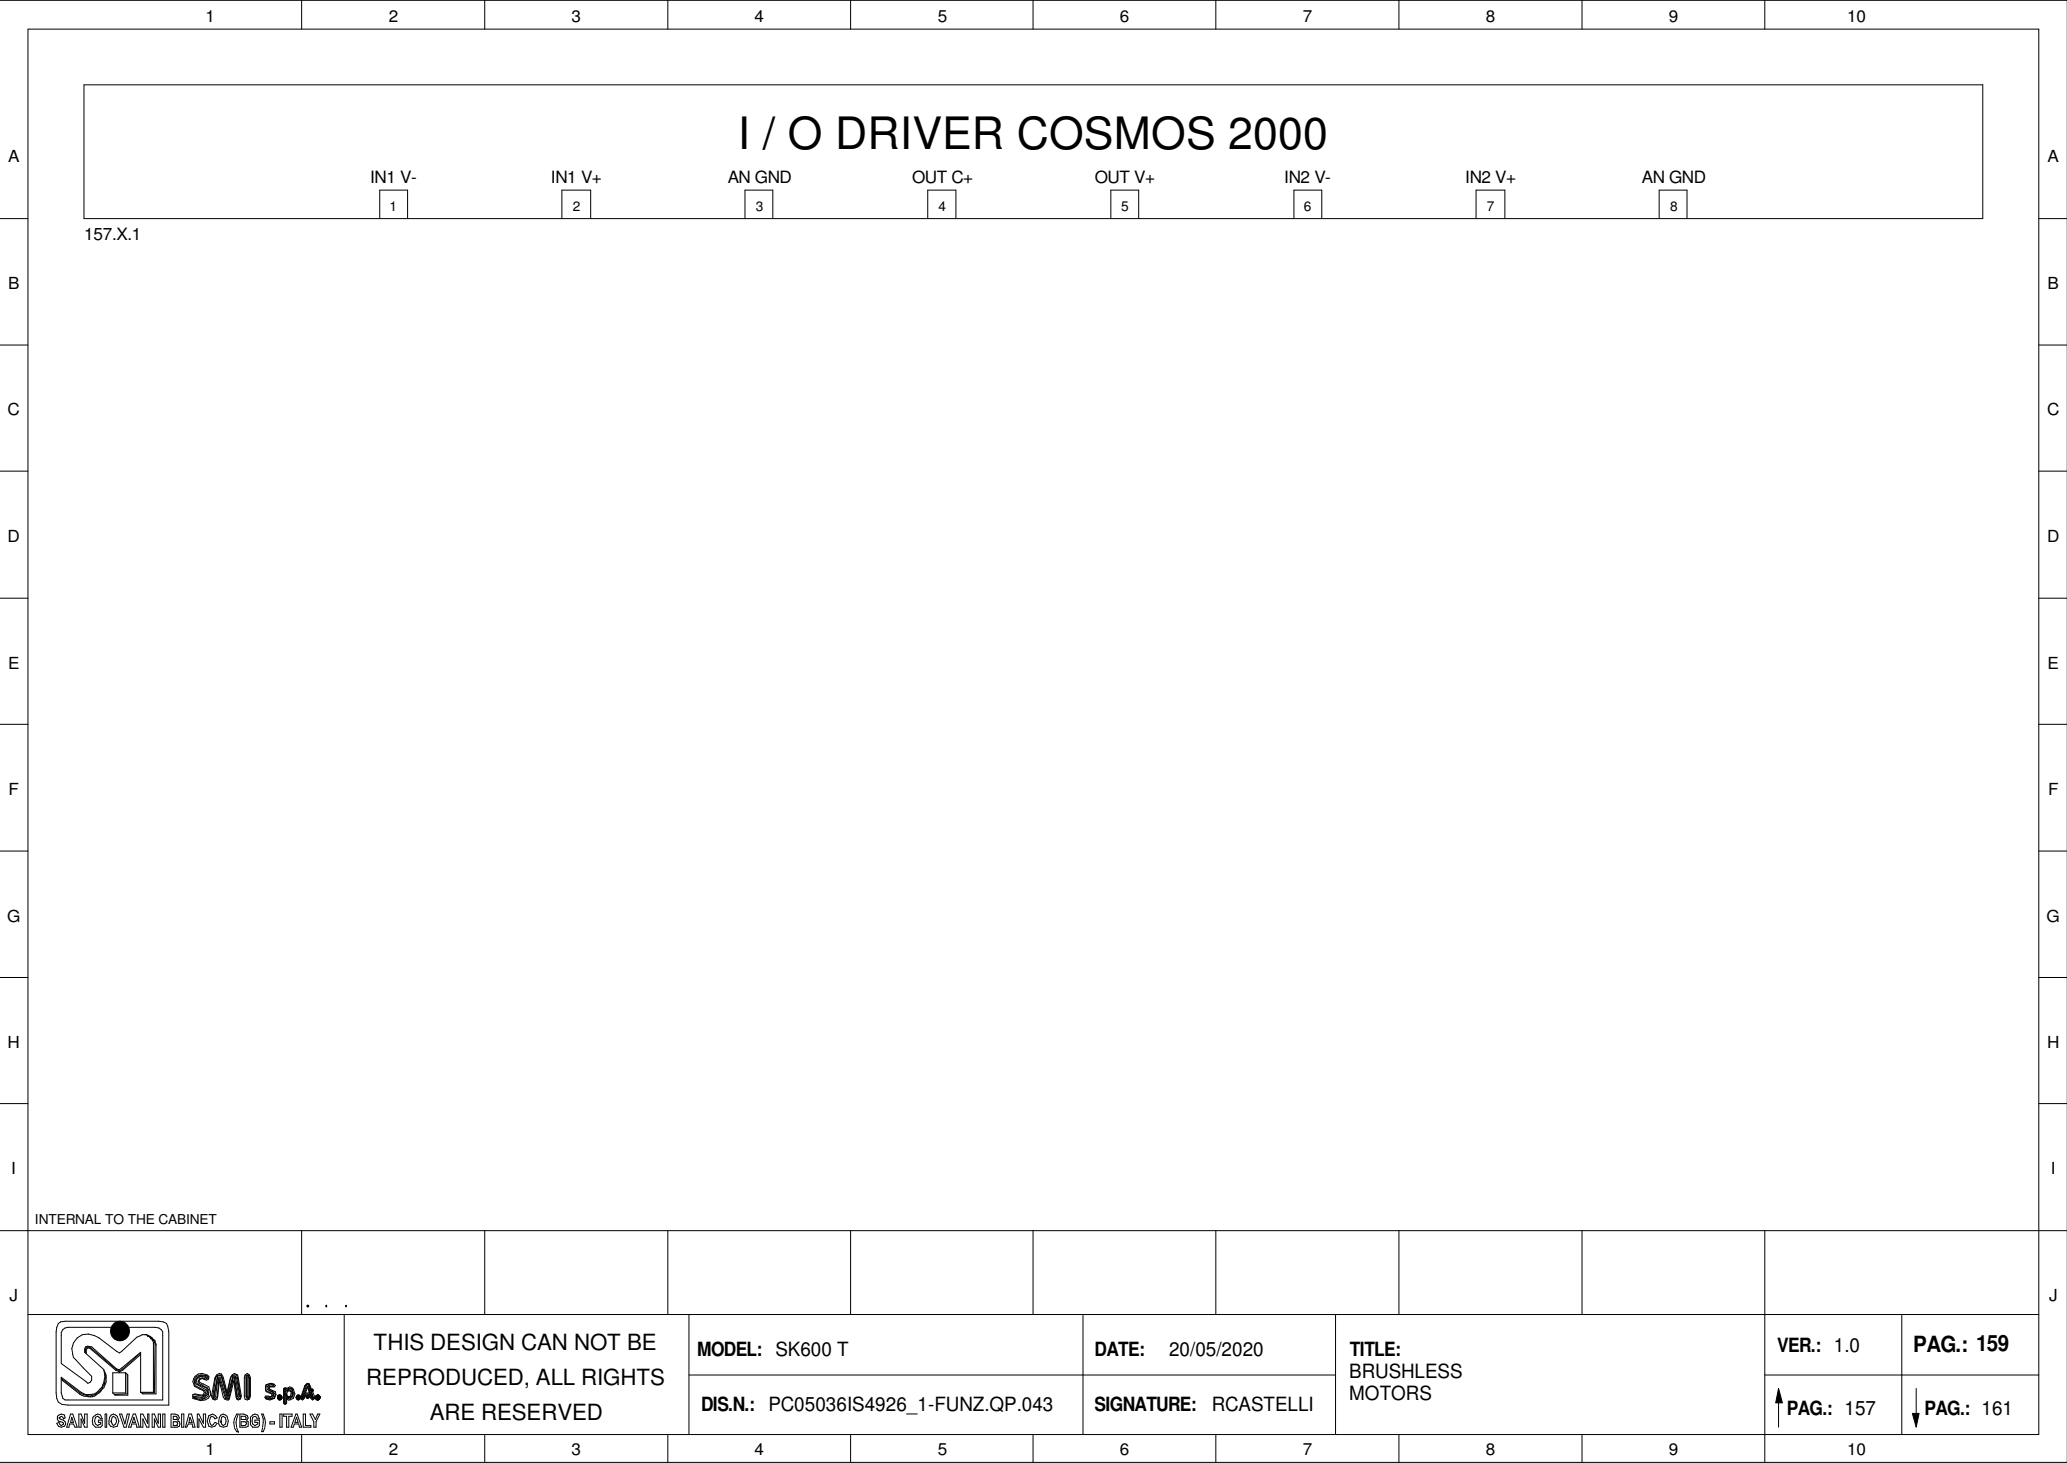 1 2 3 4 5 6 7 8 9 10
I / O DRIVER COSMOS 2000
A A
IN1 V- IN1 V+ AN GND OUT C+ OUT V+ IN2 V- IN2 V+ AN GND
1 2 3 4 5 6 7 8
157.X.1
B B
C C
D D
E E
F F
G G
H H
I I
INTERNAL TO THE CABINET
J J
. . .
SMI s.p.a.
SAN GIOVANNI BIANCO (BG) - ITALY
THIS DESIGN CAN NOT BE
REPRODUCED, ALL RIGHTS
ARE RESERVED
MODEL: SK600 T
DIS.N.: PC05036IS4926_1-FUNZ.QP.043
DATE: 20/05/2020
SIGNATURE: RCASTELLI
TITLE:
BRUSHLESS
MOTORS
VER.: 1.0
PAG.: 159
PAG.: 157
PAG.: 161
1 2 3 4 5 6 7 8 9 10